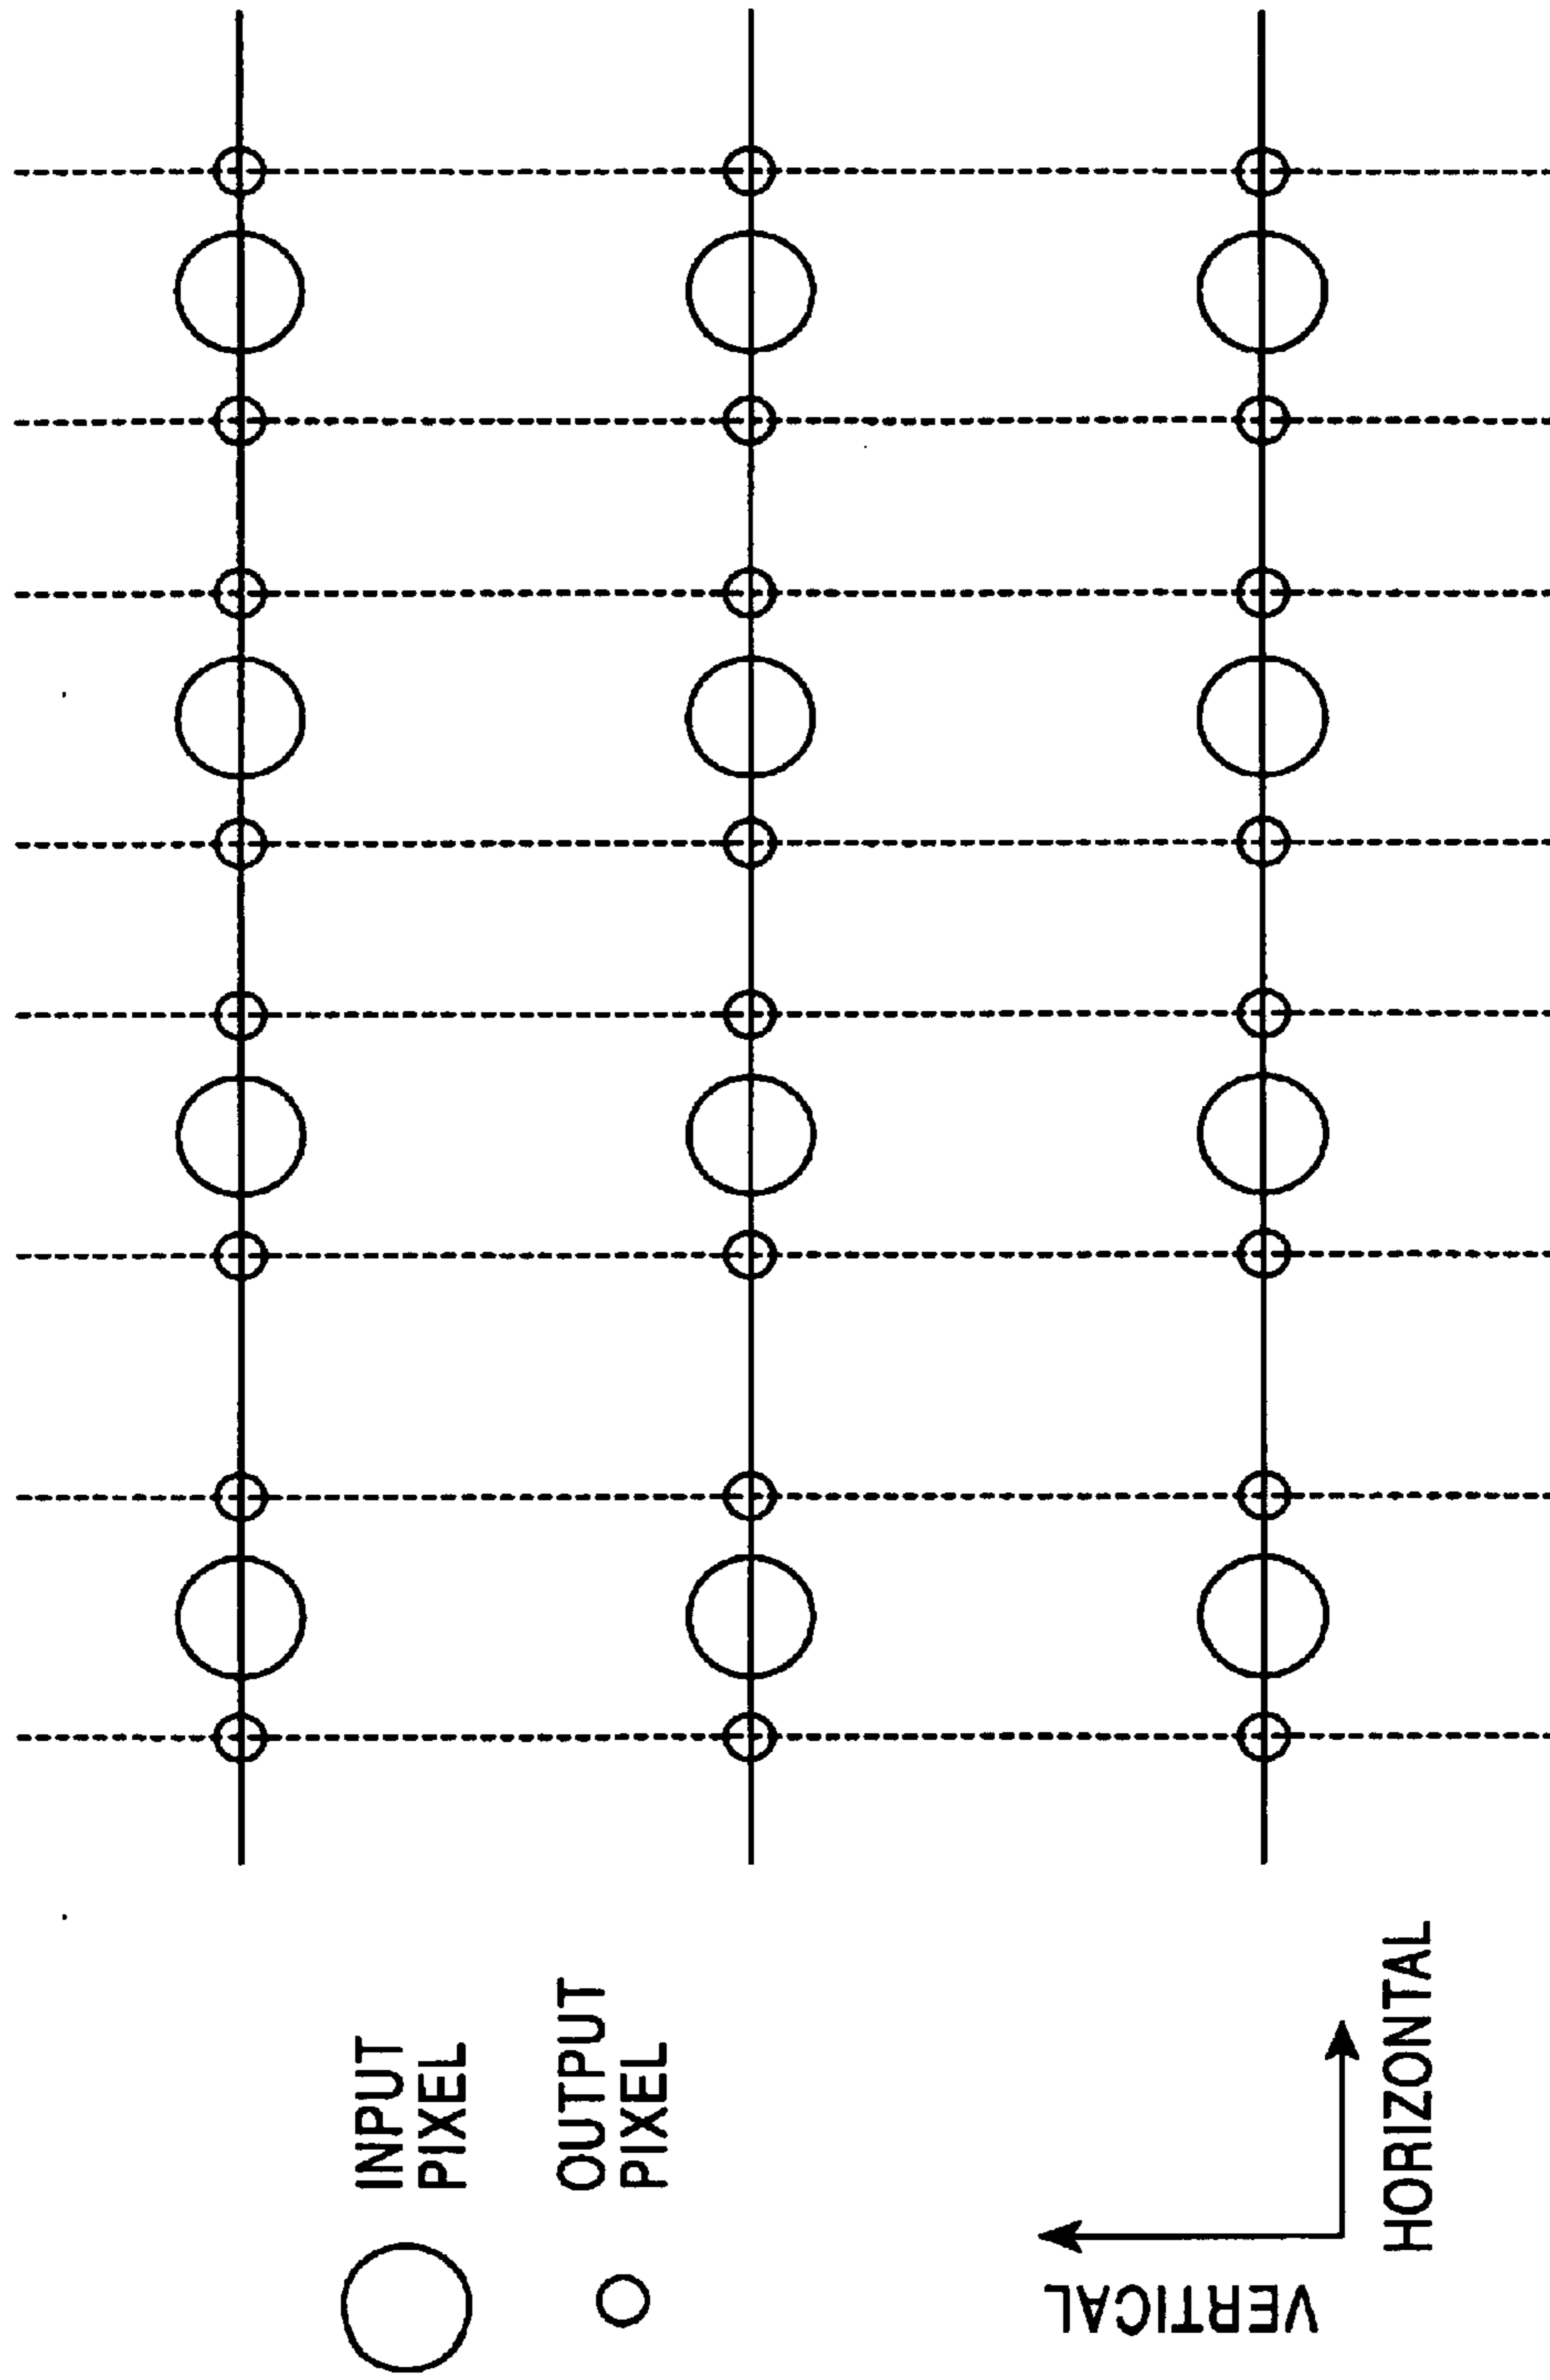 INPUT
PIXEL
OUTPUT
PIXEL
VERTICAL
HORIZONTAL